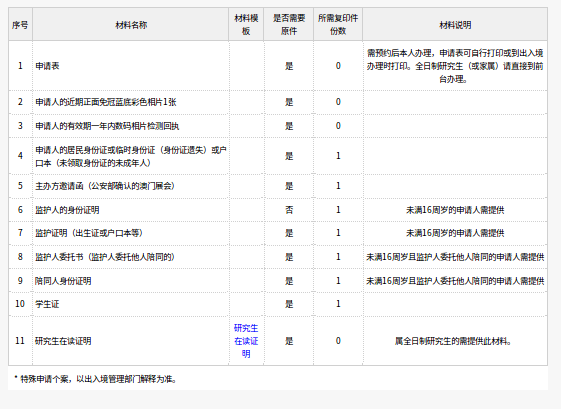 序号 材料名称 材料模板 是否需要原件 所需复印件份数 材料说明
1 申请表 是 0 需预约后本人办理，申请表可自行打印或到出入境办理时打印。全日制研究生（或家属）请直接到前台办理。
2 申请人的近期正面免冠蓝底彩色相片1张 是 0
3 申请人的有效期一年内数码相片检测回执 是 0
4 申请人的居民身份证或临时身份证（身份证遗失）或户口本（未领取身份证的未成年人） 是 1
5 主办方邀请函（公安部确认的澳门展会） 是 1
6 监护人的身份证明 否 1 未满16周岁的申请人需提供
7 监护证明（出生证或户口本等） 是 1 未满16周岁的申请人需提供
8 监护人委托书（监护人委托他人陪同的） 是 1 未满16周岁且监护人委托他人陪同的申请人需提供
9 陪同人身份证明 是 1 未满16周岁且监护人委托他人陪同的申请人需提供
10 学生证 是 1
11 研究生在读证明 研究生在读证明 是 0 属全日制研究生的需提供此材料。
* 特殊申请个案，以出入境管理部门解释为准。